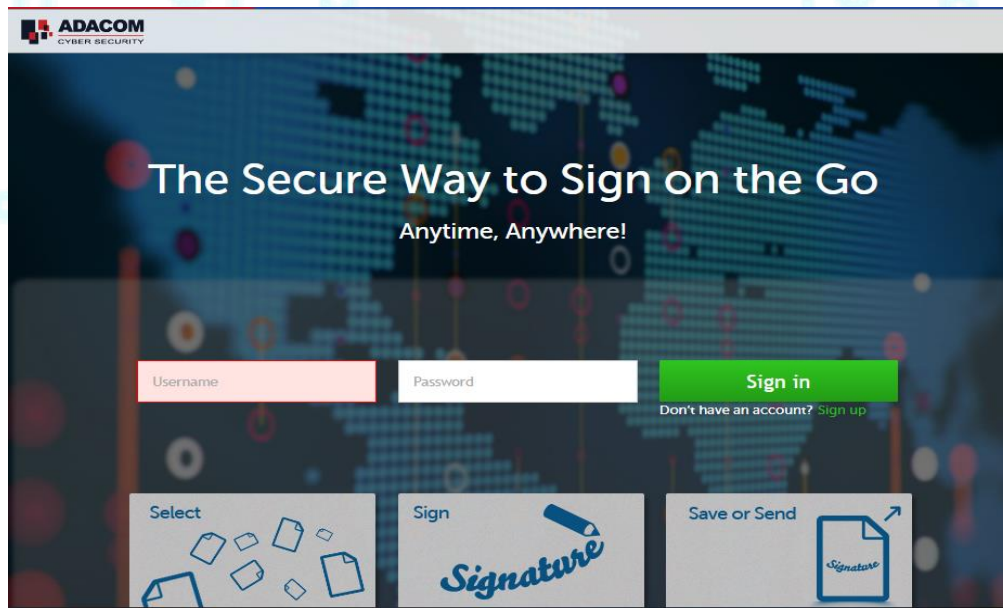 ADACOM
CYBER SECURITY
The Secure Way to Sign on the Go
Anytime, Anywhere!
Username
Password
Sign in
Don't have an account? Sign up
Select
Sign
Save or Send
Signature
Signature